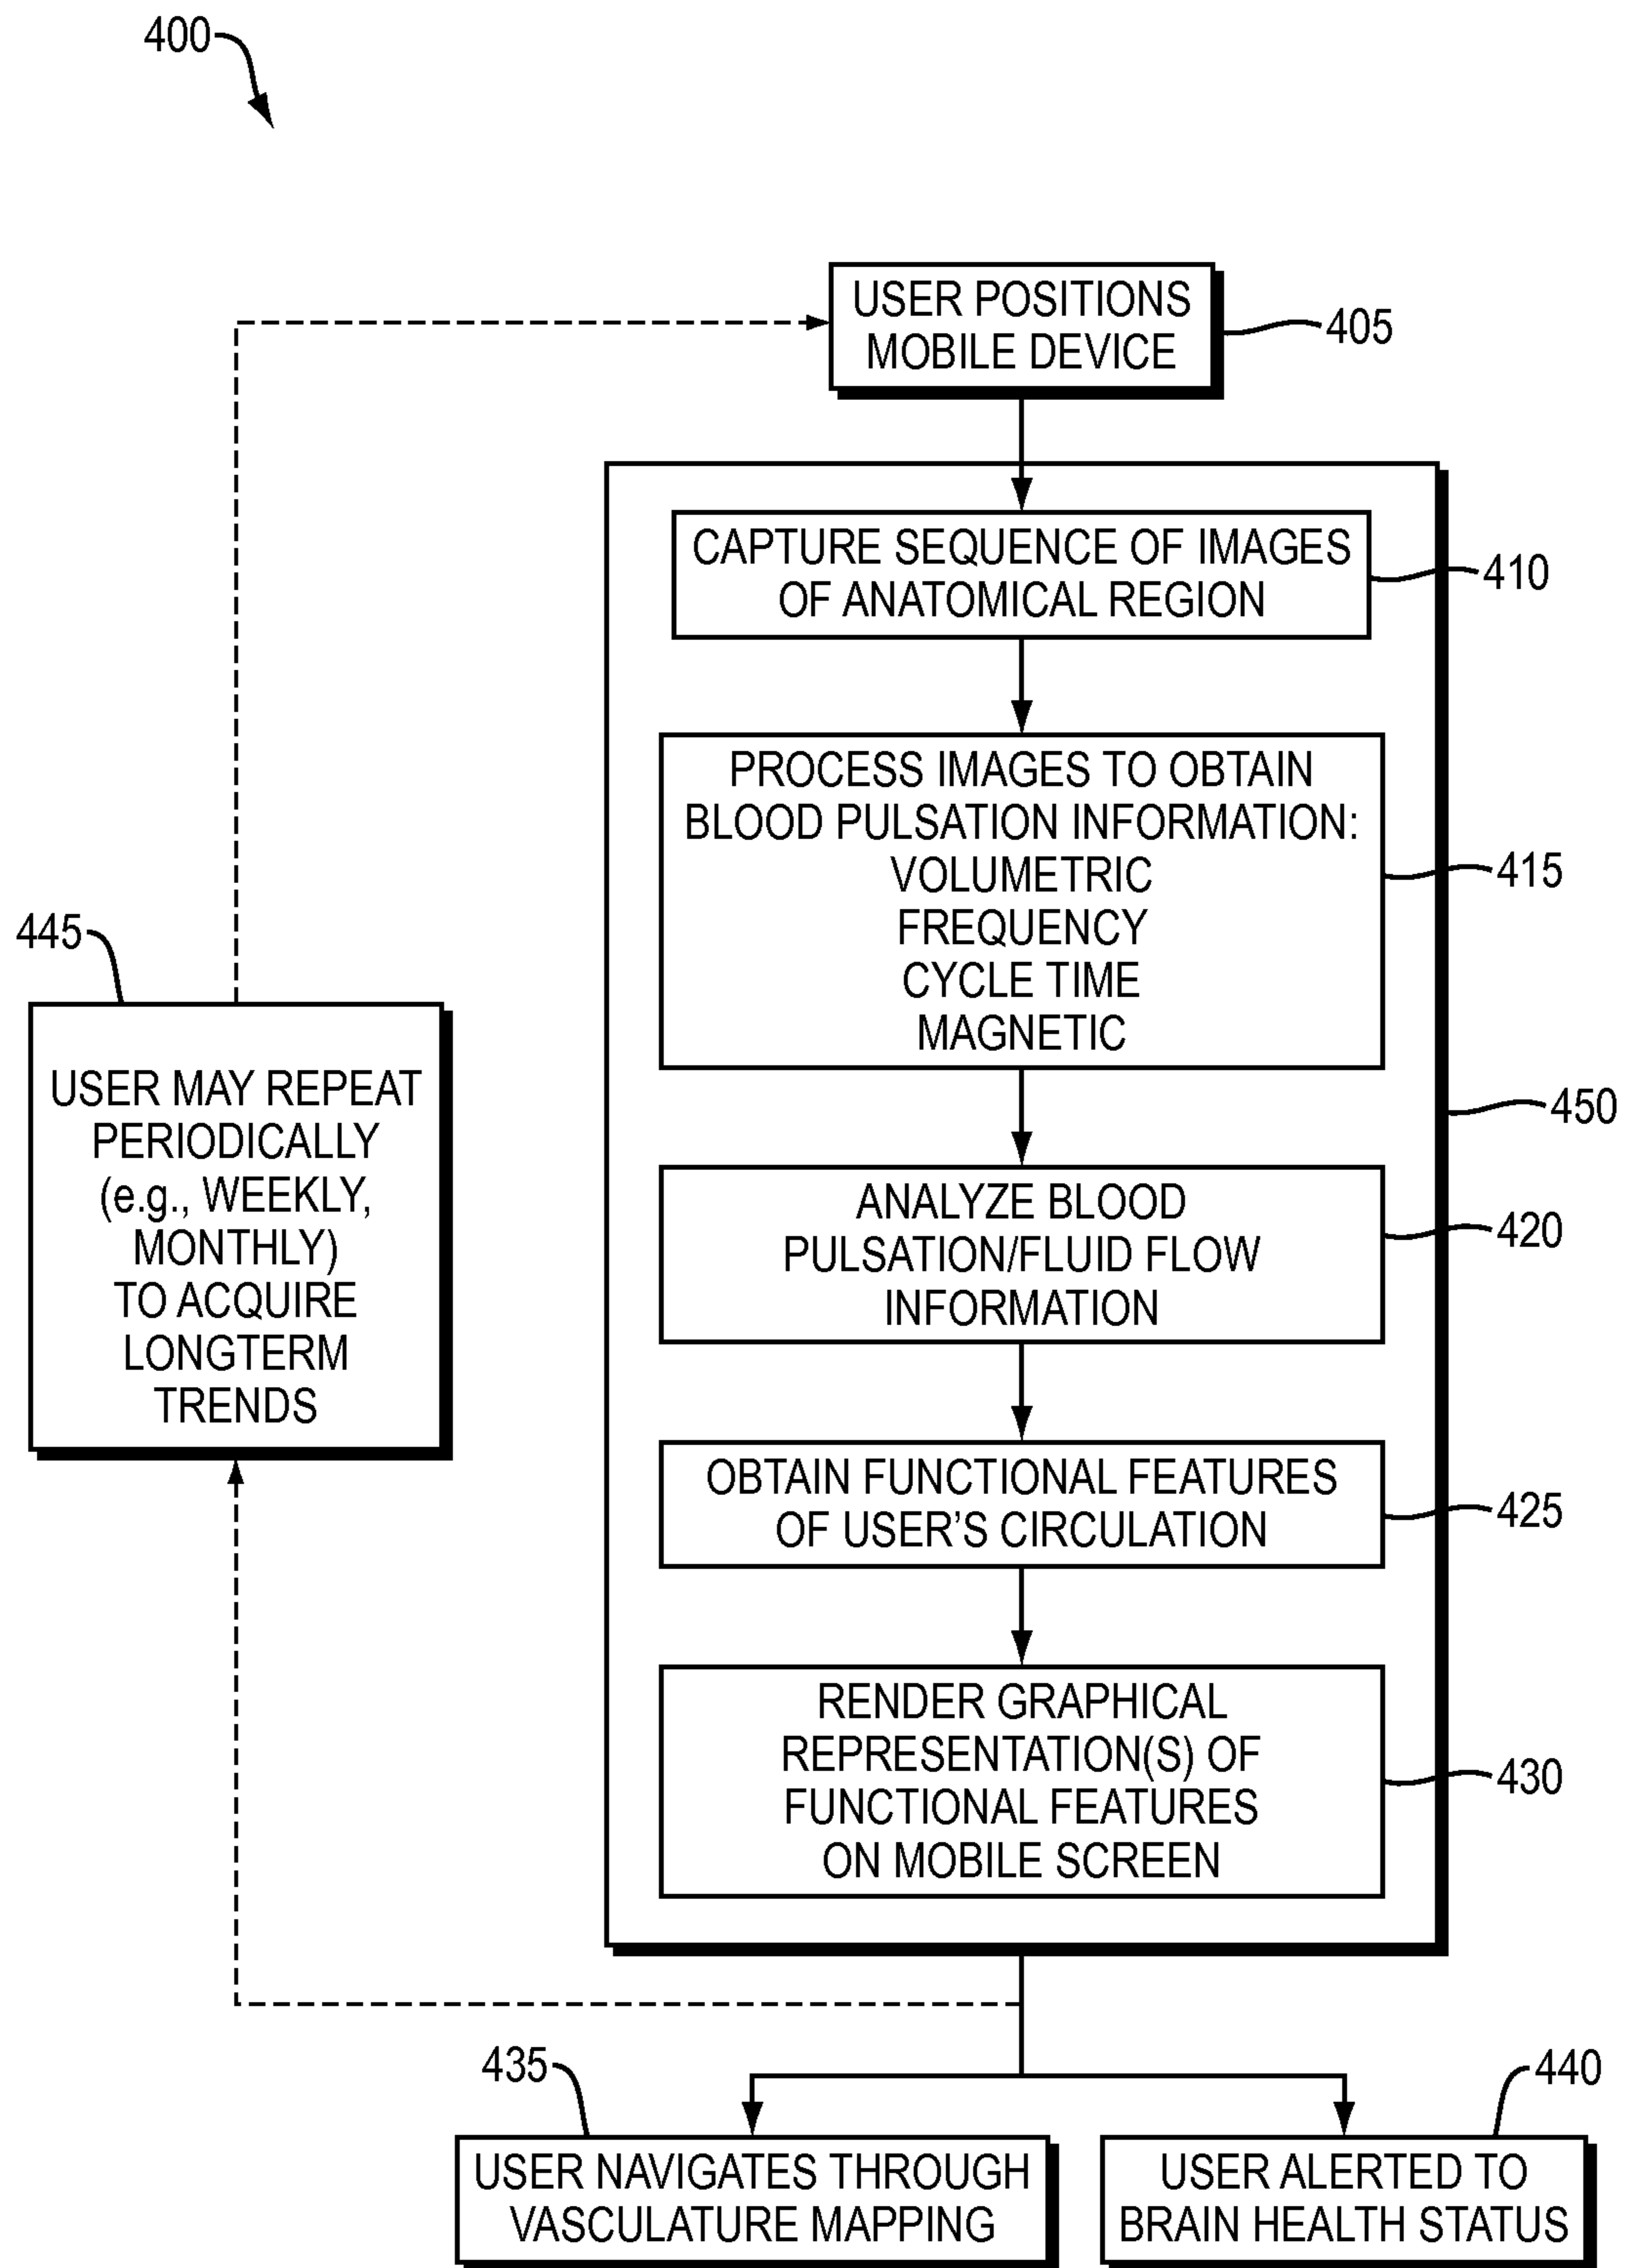 400
USER POSITIONS
MOBILE DEVICE
405
CAPTURE SEQUENCE OF IMAGES
OF ANATOMICAL REGION
410
PROCESS IMAGES TO OBTAIN
BLOOD PULSATION INFORMATION:
VOLUMETRIC
FREQUENCY
CYCLE TIME
MAGNETIC
415
445
USER MAY REPEAT
PERIODICALLY
(e.g., WEEKLY,
MONTHLY)
TO ACQUIRE
LONGTERM
TRENDS
450
ANALYZE BLOOD
PULSATION/FLUID FLOW
INFORMATION
420
OBTAIN FUNCTIONAL FEATURES
OF USER’S CIRCULATION
425
RENDER GRAPHICAL
REPRESENTATION(S) OF
FUNCTIONAL FEATURES
ON MOBILE SCREEN
430
435
USER NAVIGATES THROUGH
VASCULATURE MAPPING
440
USER ALERTED TO
BRAIN HEALTH STATUS